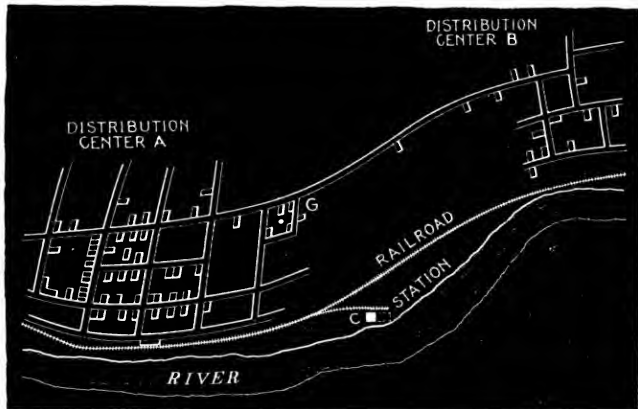 DISTRIBUTION
CENTER B
DISTRIBUTION
CENTER A
G
RAILROAD
STATION
C
RIVER